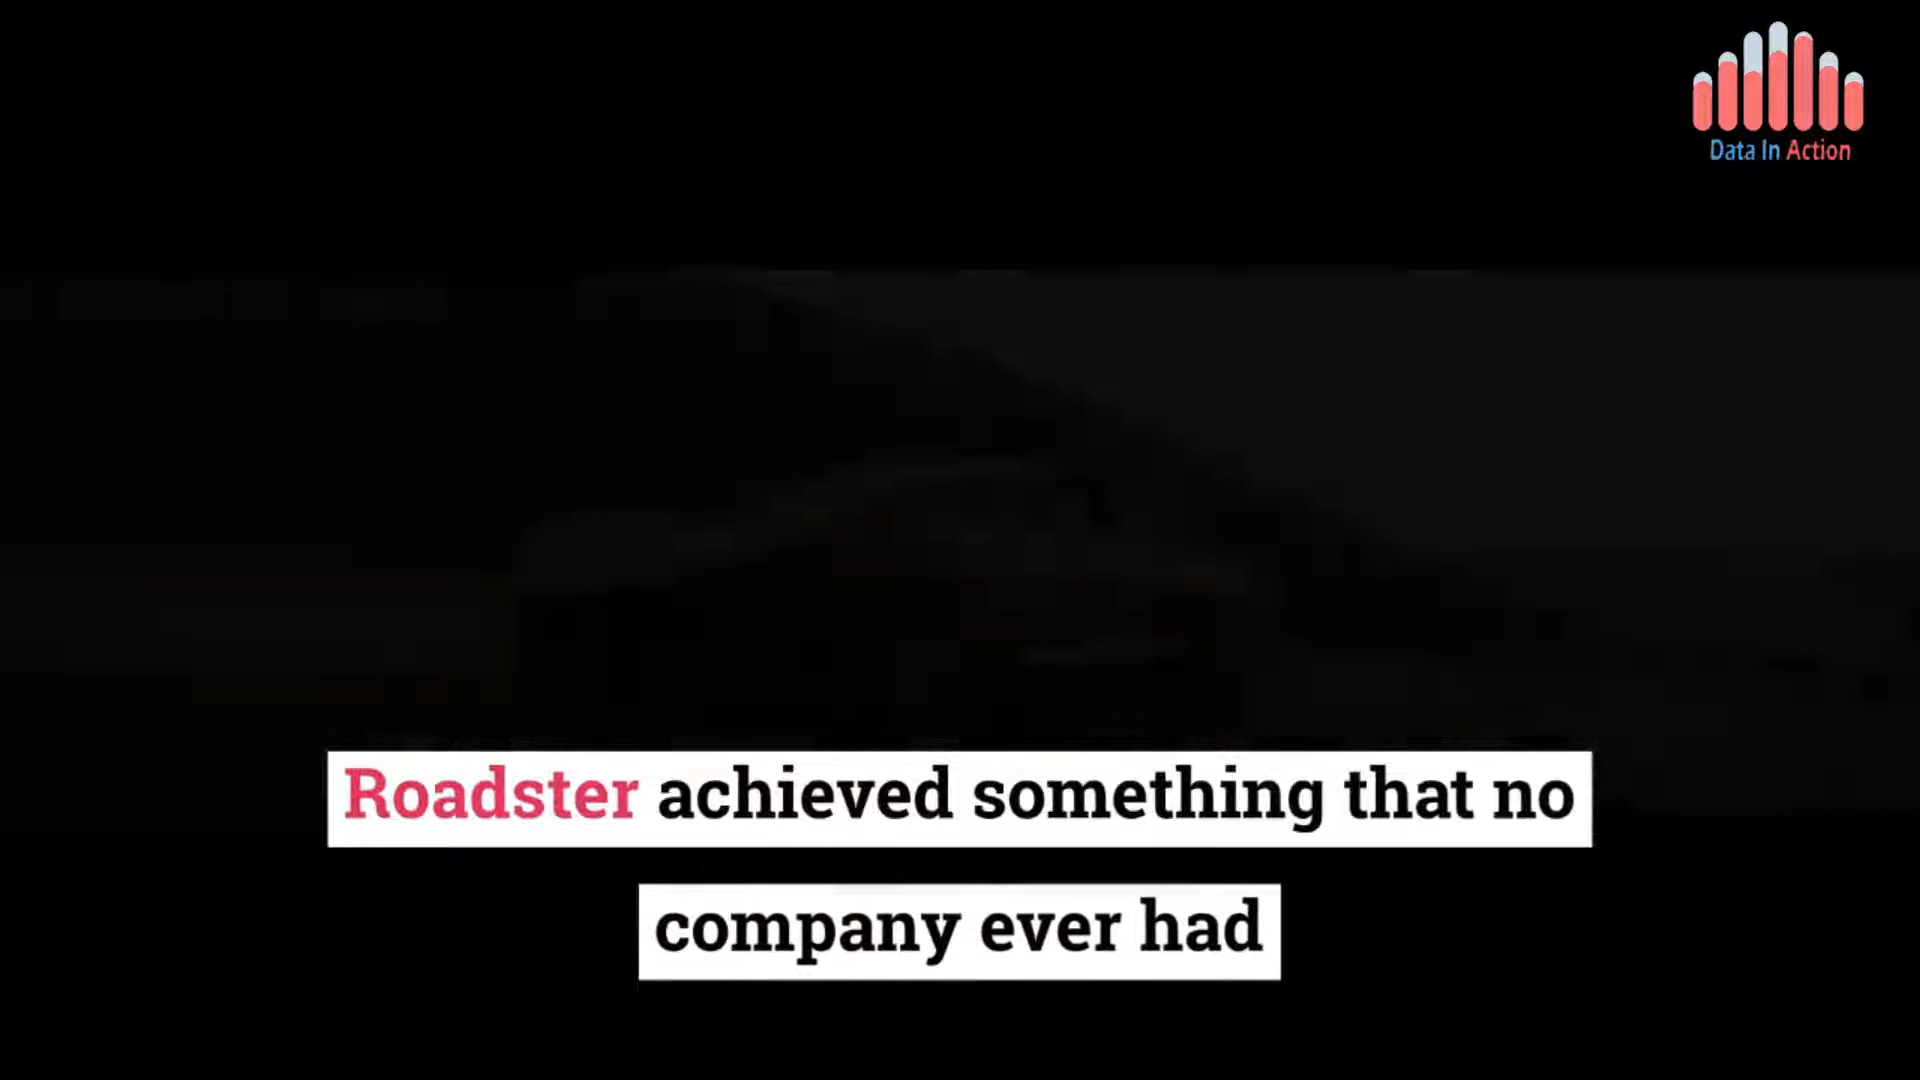 Data In Action
Roadster achieved something that no
company ever had